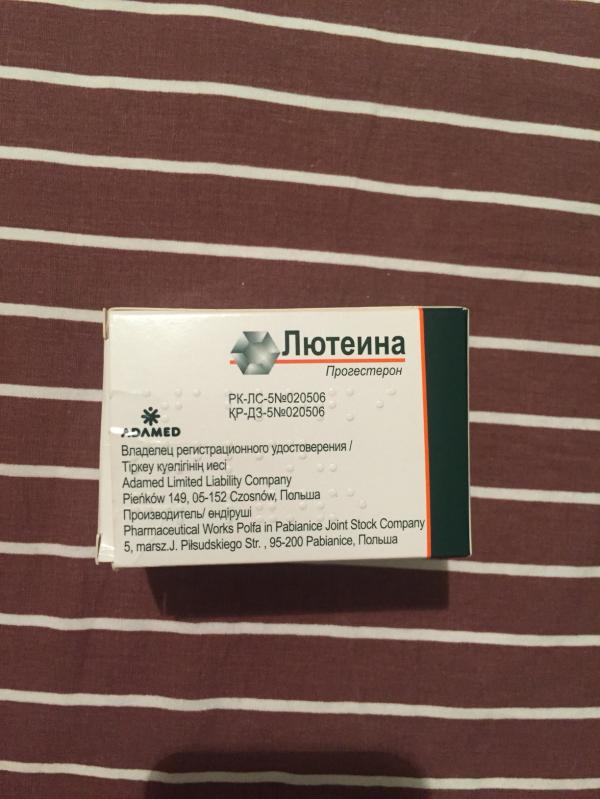 Лютеина
Прогестерон
РК-ЛС-5№020506
ҚР-ДЗ-5№020506
ADAMED
Владелец регистрационного удостоверения /
Тіркеу куәлігінің иесі
Adamed Limited Liability Company
Pieńków 149, 05-152 Czosnów, Польша
Производитель/ өндіруші
Pharmaceutical Works Polfa in Pabianice Joint Stock Company
5, marsz.J. Piłsudskiego Str. , 95-200 Pabianice, Польша